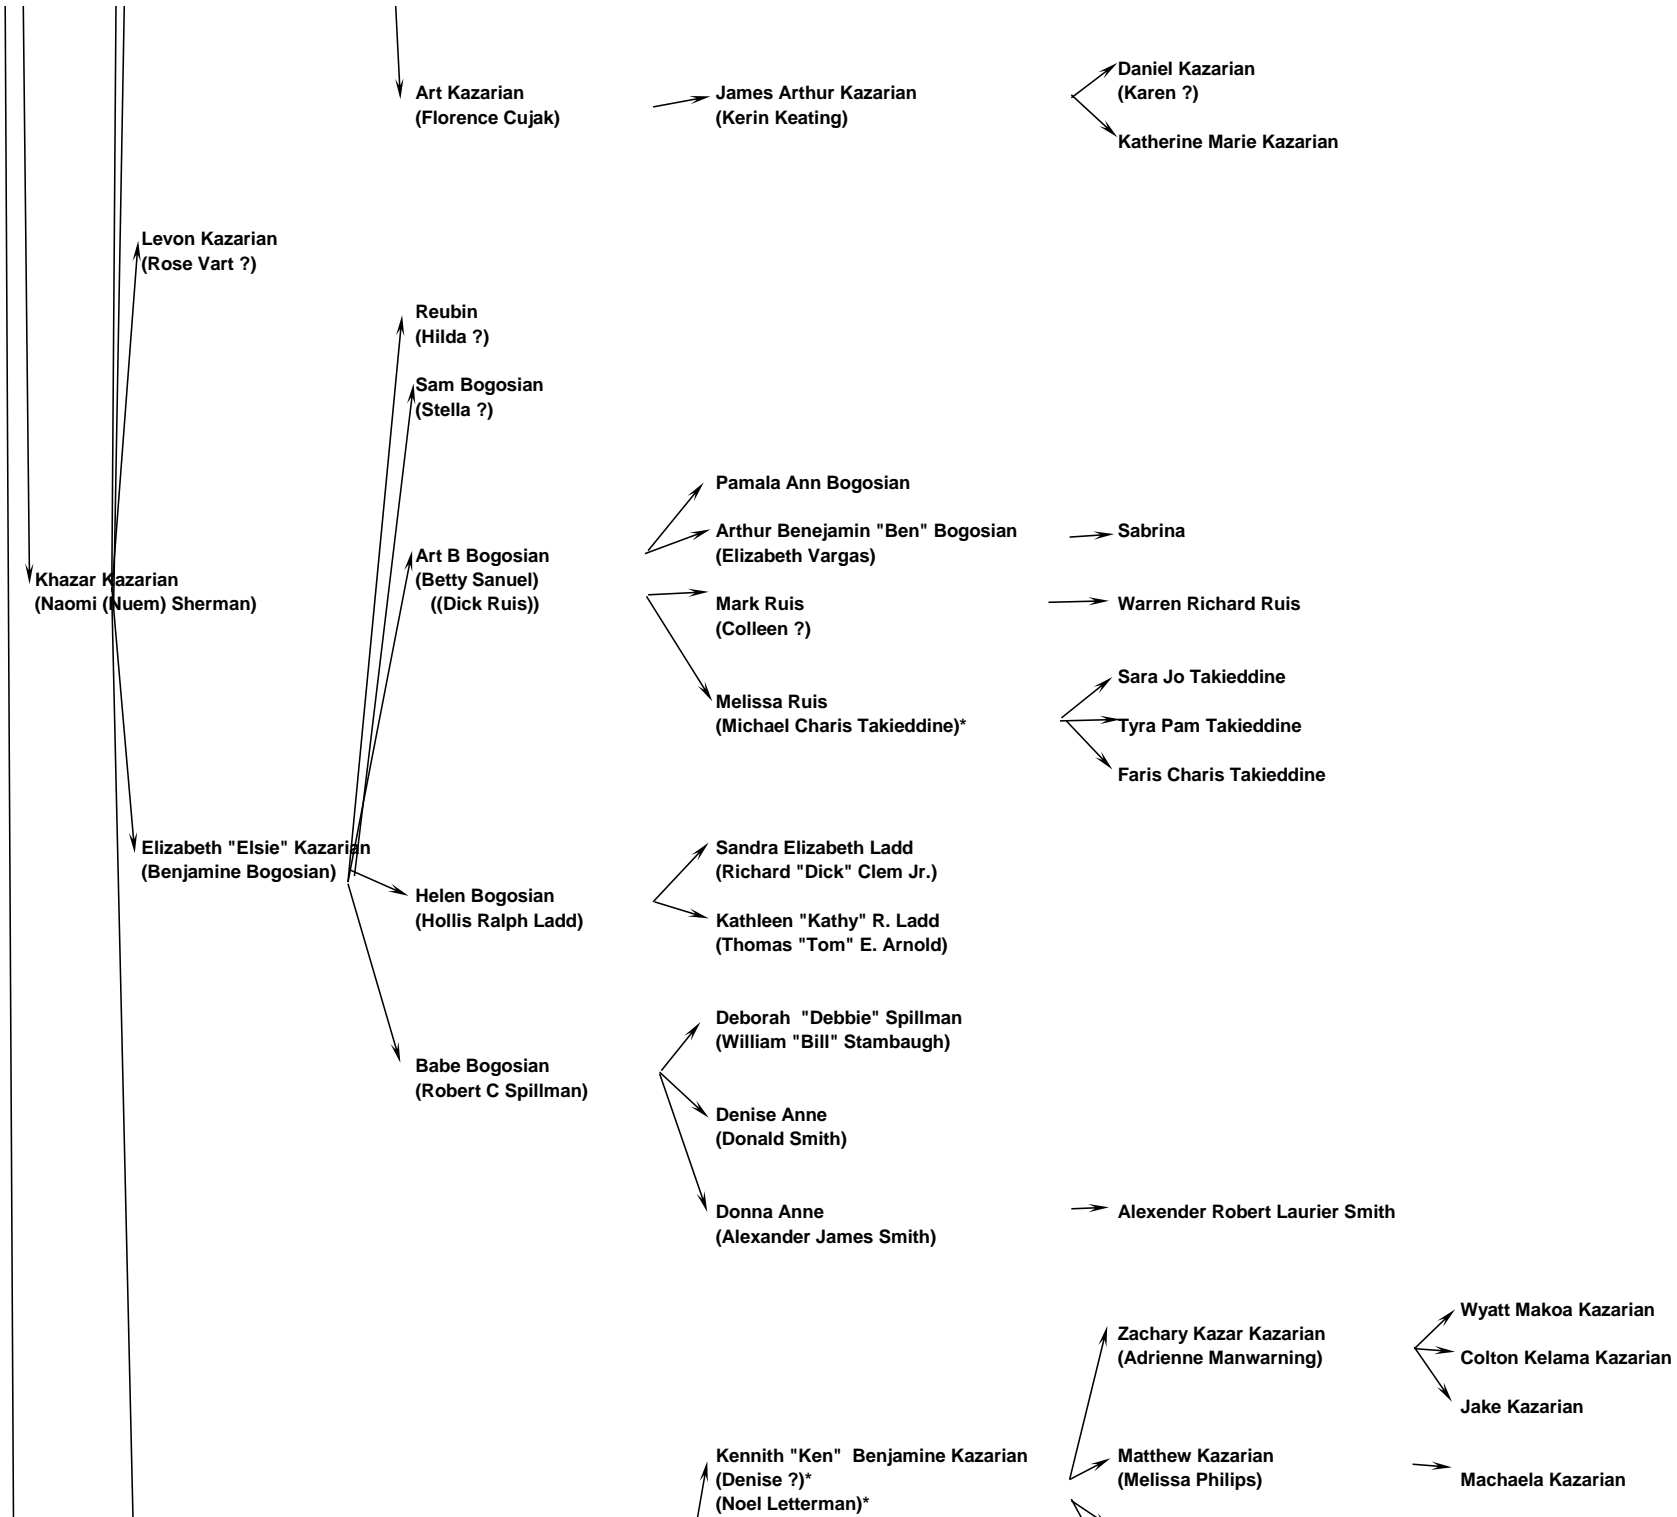 Daniel Kazarian
(Karen ?)
Art Kazarian
(Florence Cujak)
James Arthur Kazarian
(Kerin Keating)
Katherine Marie Kazarian
Levon Kazarian
(Rose Vart ?)
Reubin
(Hilda ?)
Sam Bogosian
(Stella ?)
Pamala Ann Bogosian
Arthur Benejamin "Ben" Bogosian
(Elizabeth Vargas)
Sabrina
Art B Bogosian
(Betty Sanuel)
((Dick Ruis))
Khazar Kazarian
(Naomi (Nuem) Sherman)
Mark Ruis
(Colleen ?)
Warren Richard Ruis
Melissa Ruis
(Michael Charis Takieddine)*
Sara Jo Takieddine
Tyra Pam Takieddine
Faris Charis Takieddine
Elizabeth "Elsie" Kazarian
(Benjamine Bogosian)
Sandra Elizabeth Ladd
(Richard "Dick" Clem Jr.)
Helen Bogosian
(Hollis Ralph Ladd)
Kathleen "Kathy" R. Ladd
(Thomas "Tom" E. Arnold)
Deborah  "Debbie" Spillman
(William "Bill" Stambaugh)
Babe Bogosian
(Robert C Spillman)
Denise Anne
(Donald Smith)
Donna Anne
(Alexander James Smith)
Alexender Robert Laurier Smith
Zachary Kazar Kazarian
(Adrienne Manwarning)
Wyatt Makoa Kazarian
Colton Kelama Kazarian
Jake Kazarian
Kennith "Ken"  Benjamine Kazarian
(Denise ?)*
(Noel Letterman)*
Matthew Kazarian
(Melissa Philips)
Machaela Kazarian